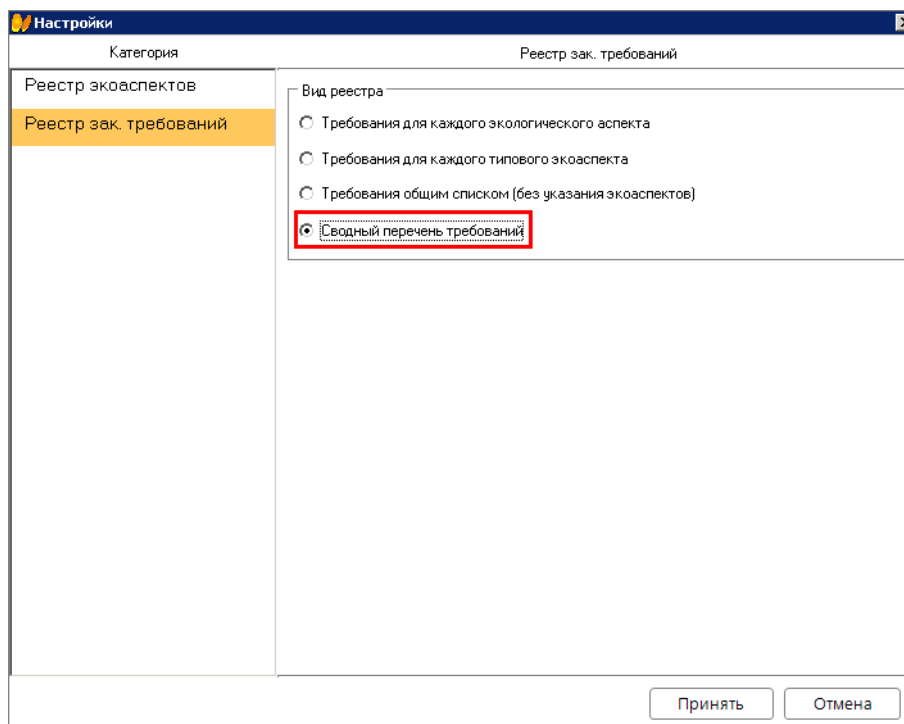 Настройки
Категория
Реестр зак. требований
Реестр экоаспектов
Реестр зак. требований
Вид реестра
Требования для каждого экологического аспекта
Требования для каждого типового экоаспекта
Требования общим списком (без указания экоаспектов)
Сводный перечень требований
Принять
Отмена